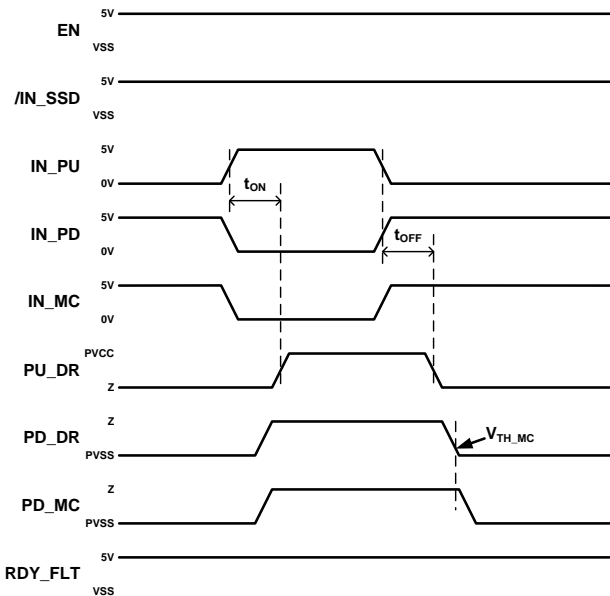 EN
5V
VSS
/IN_SSD
5V
VSS
IN_PU
5V
0V
tON
IN_PD
5V
0V
tOFF
IN_MC
5V
0V
PU_DR
PVCC
Z
PD_DR
Z
PVSS
VTH_MC
PD_MC
Z
PVSS
RDY_FLT
5V
VSS